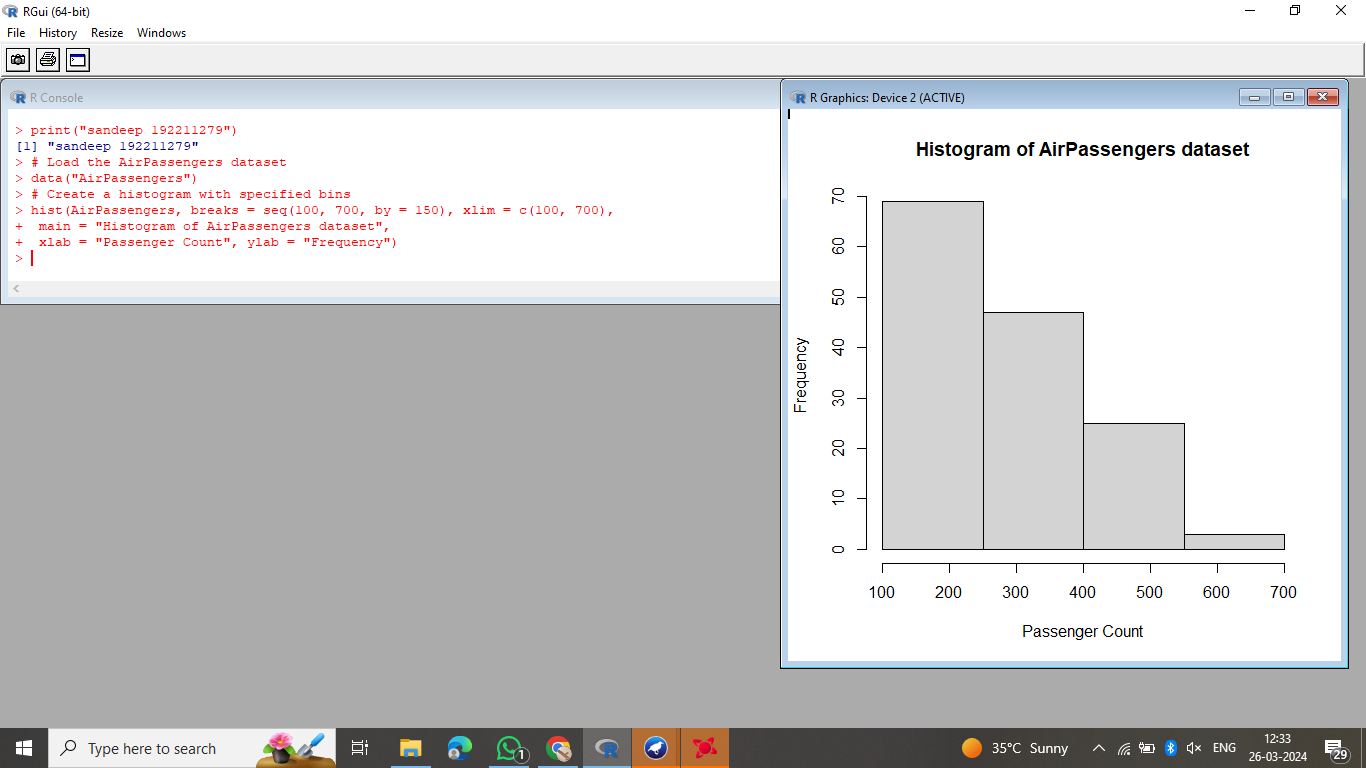 RGui (64-bit)
File History Resize Windows
R Console
> print("sandeep 192211279")
[1] "sandeep 192211279"
> # Load the AirPassengers dataset
> data("AirPassengers")
> # Create a histogram with specified bins
> hist(AirPassengers, breaks = seq(100, 700, by = 150), xlim = c(100, 700),
+  main = "Histogram of AirPassengers dataset",
+  xlab = "Passenger Count", ylab = "Frequency")
>
R Graphics: Device 2 (ACTIVE)
Histogram of AirPassengers dataset
Frequency
70
60
50
40
30
20
10
0
100 200 300 400 500 600 700
Passenger Count
Type here to search
1
35°C Sunny
ENG
12:33
26-03-2024
29